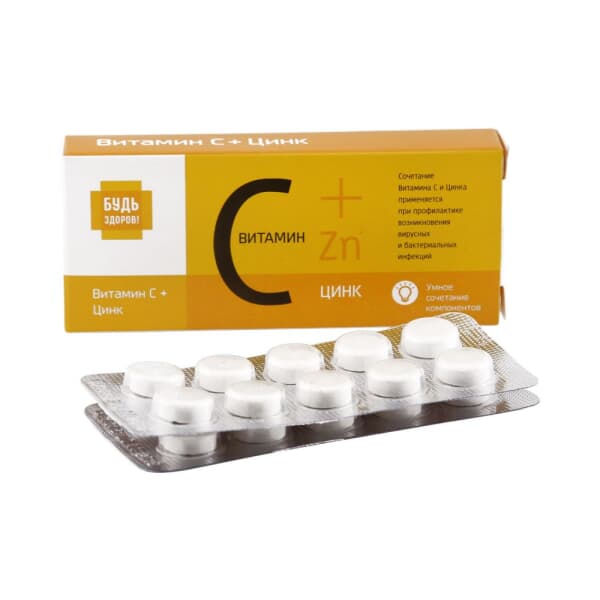 Витамин С + Цинк
БУДЬ
ЗДОРОВ!
Витамин С +
Цинк
С
ВИТАМИН
+
Zn
ЦИНК
Сочетание
Витамина С и Цинка
применяется
при профилактике
возникновения
вирусных
и бактериальных
инфекций
Умное
сочетание
компонентов